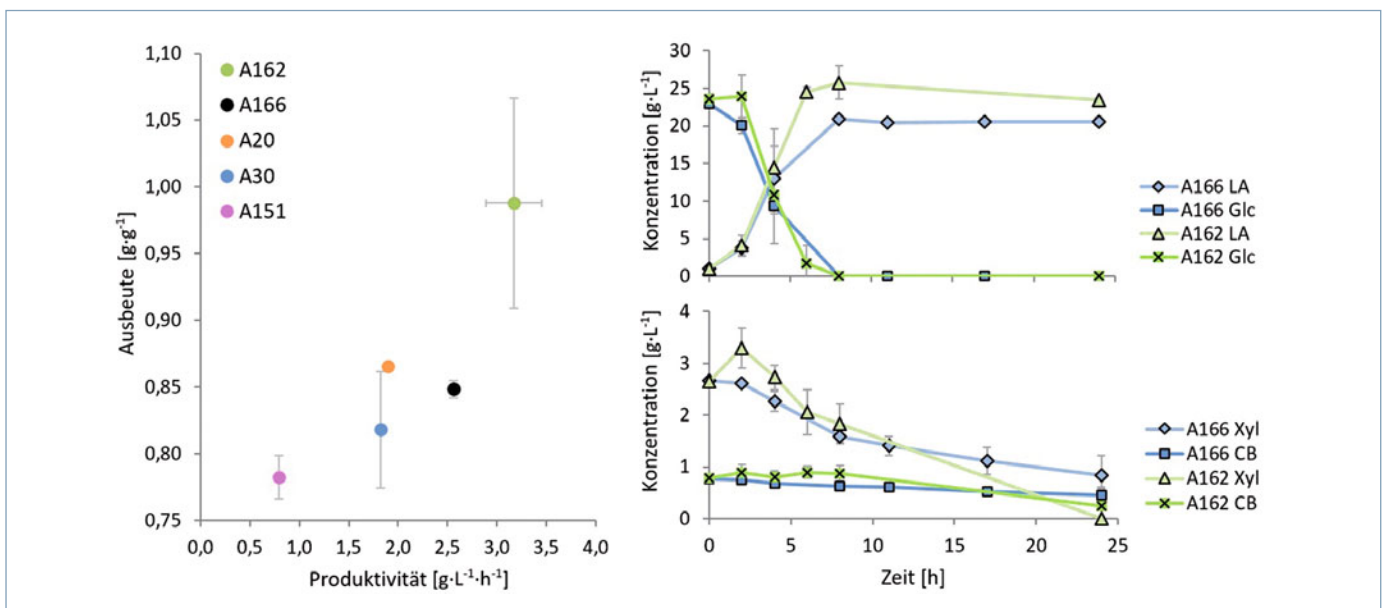 1,10
1,05
1,00
0,95
0,90
0,85
0,80
0,75
Ausbeute [g·g⁻¹]
A162
A166
A20
A30
A151
0,0 0,5 1,0 1,5 2,0 2,5 3,0 3,5 4,0
Produktivität [g·L⁻¹·h⁻¹]
30
25
20
15
10
5
0
Konzentration [g·L⁻¹]
A166 LA
A166 Glc
A162 LA
A162 Glc
4
3
2
1
0
Konzentration [g·L⁻¹]
A166 Xyl
A166 CB
A162 Xyl
A162 CB
0 5 10 15 20 25
Zeit [h]